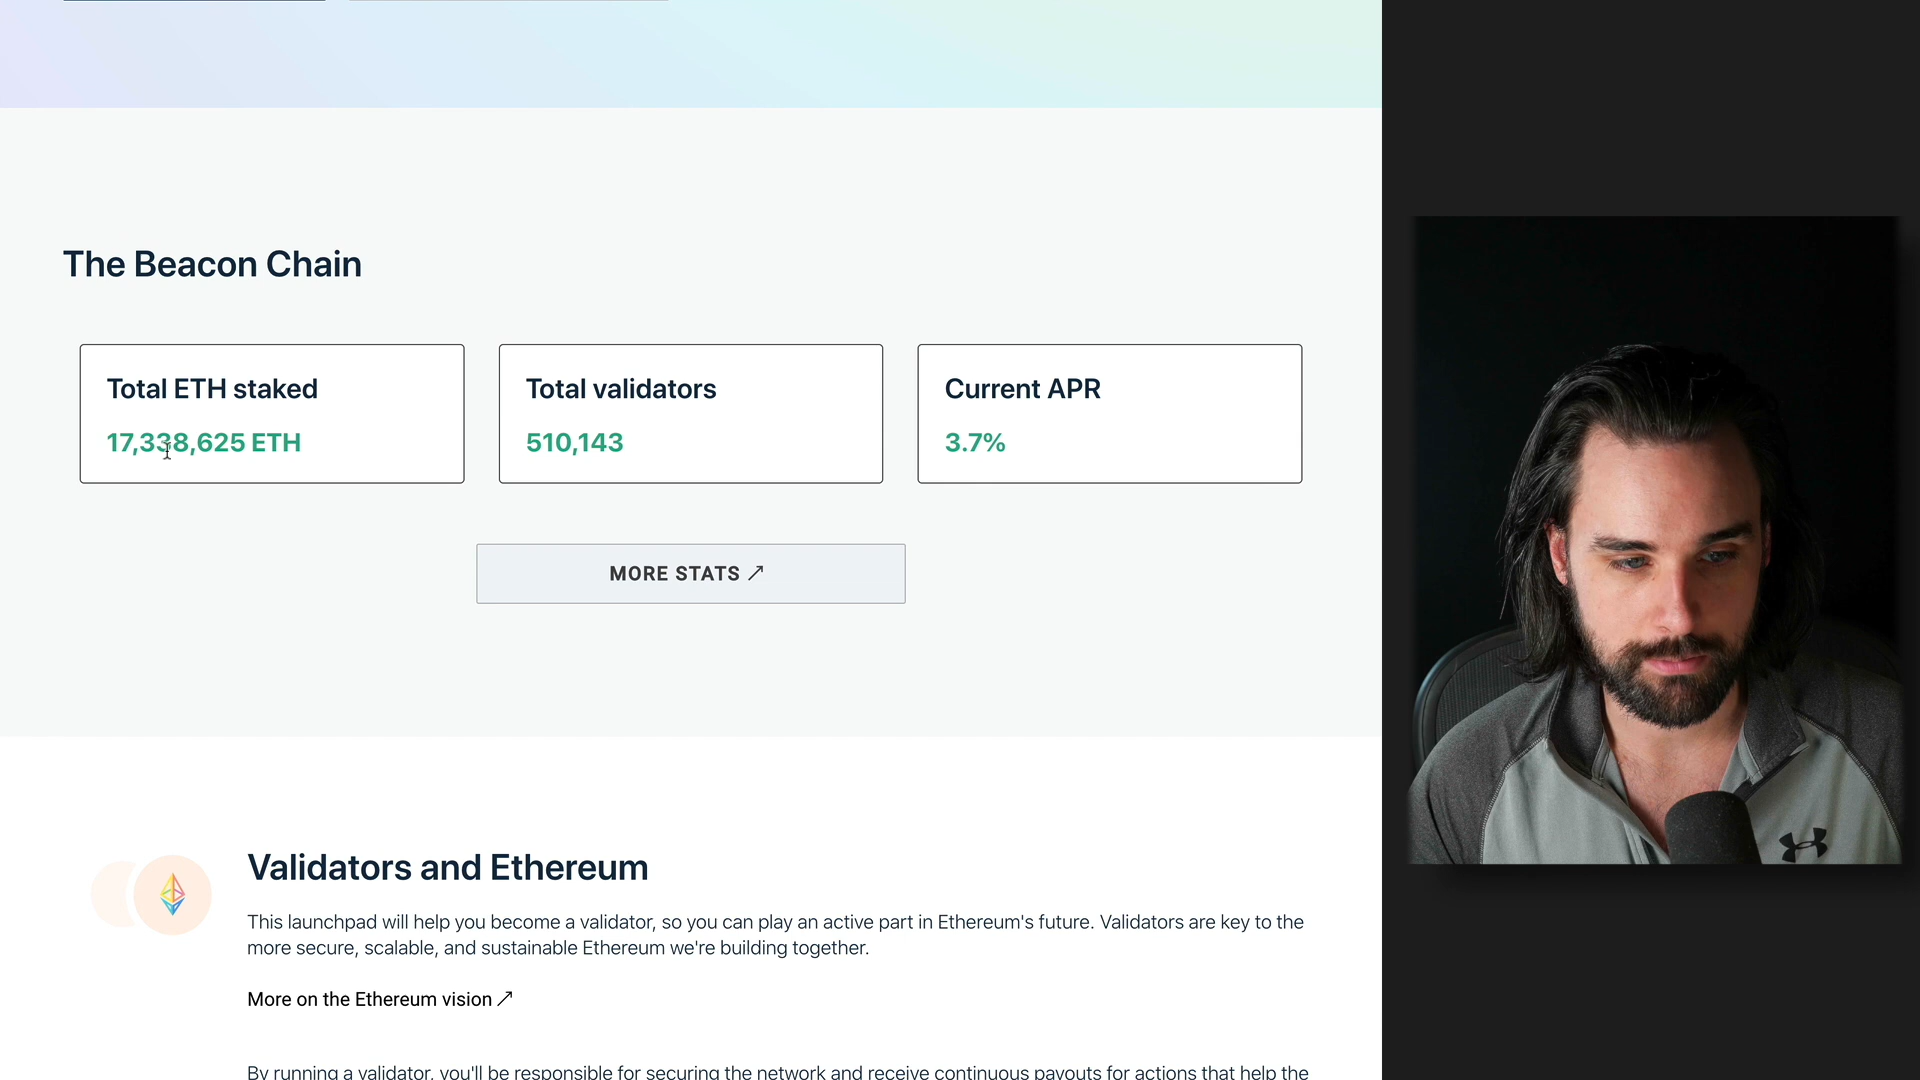 The Beacon Chain
Total ETH staked
17,338,625 ETH
Total validators
510,143
Current APR
3.7%
MORE STATS ↗
Validators and Ethereum
This launchpad will help you become a validator, so you can play an active part in Ethereum's future. Validators are key to the
more secure, scalable, and sustainable Ethereum we're building together.
More on the Ethereum vision ↗
By running a validator, you'll be responsible for securing the network and receive continuous payouts for actions that help the